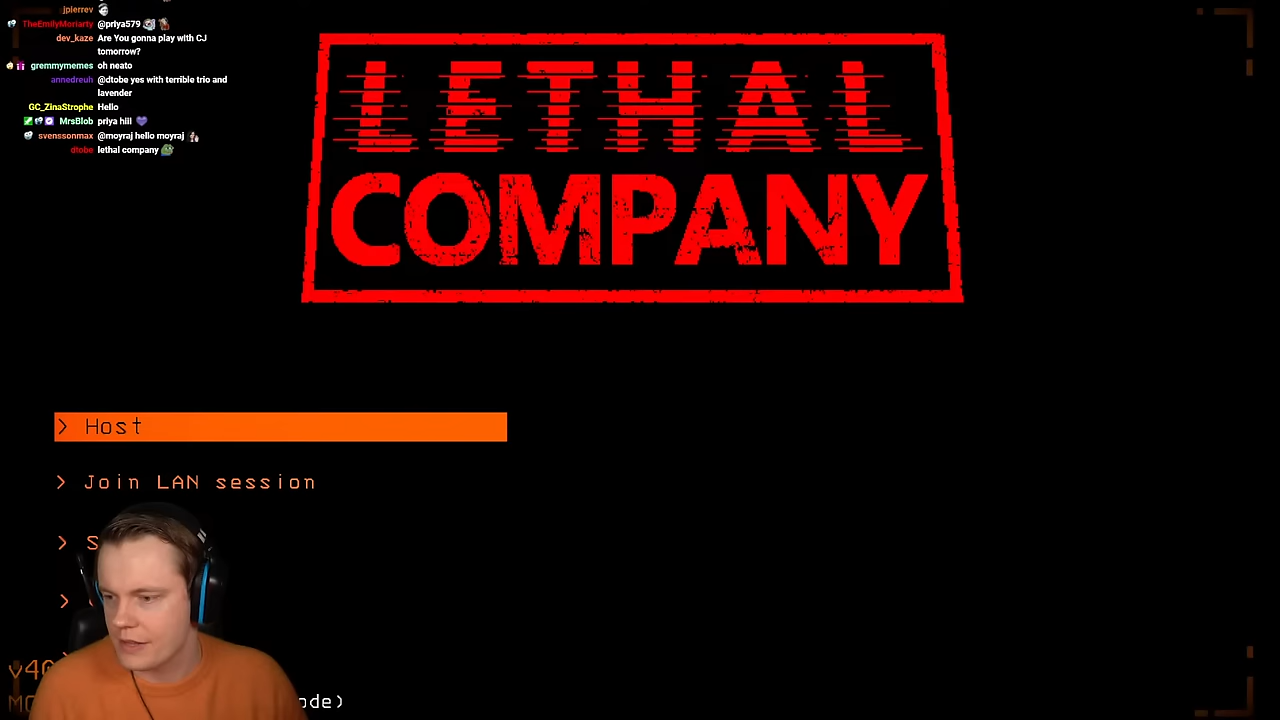 jpierrev
TheEmilyMoriarty @priya579
dev_kaze Are You gonna play with CJ
tomorrow?
gremmymemes oh neato
annedreuh @dtobe yes with terrible trio and
lavender
GC_ZinaStrophe Hello
MrsBlob priya hiii
svenssonmax @moyraj hello moyraj
dtobe lethal company
LETHAL
COMPANY
> Host
> Join LAN session
> S
>
v40